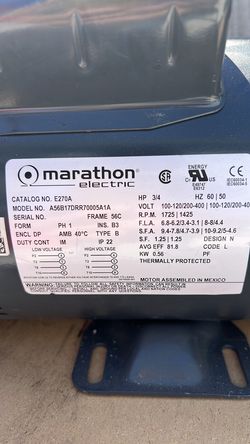 marathon
electric
ENERGY
CATALOG NO. E270A
MODEL NO. A56B17DRR70005A1A
SERIAL NO. FRAME 56C
FORM PH 1 INS. B3
ENCL DP AMB 40°C TYPE B
DUTY CONT IM IP 22
LOW VOLTAGE HIGH VOLTAGE
HP 3/4 HZ 60 | 50
VOLT 100-120/200-400 | 100-120/200-40
R.P.M. 1725 | 1425
F.L.A. 6.8-6.2/3.4-3.1 | 8-8/4.4
S.F.A. 9.4-7.8/4.7-3.9 | 10-9.2/5-4.6
S.F. 1.25 | 1.25 DESIGN N
AVG EFF 81.8 CODE L
KW 0.56 PF
THERMALLY PROTECTED
MOTOR ASSEMBLED IN MEXICO